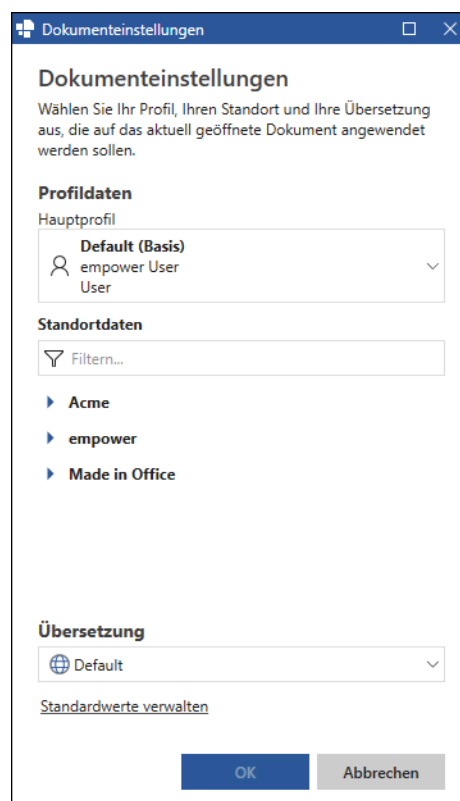 Dokumenteinstellungen
Dokumenteinstellungen
Wählen Sie Ihr Profil, Ihren Standort und Ihre Übersetzung
aus, die auf das aktuell geöffnete Dokument angewendet
werden sollen.
Profildaten
Hauptprofil
Default (Basis)
empower User
User
Standortdaten
Filtern...
Acme
empower
Made in Office
Übersetzung
Default
Standardwerte verwalten
OK
Abbrechen